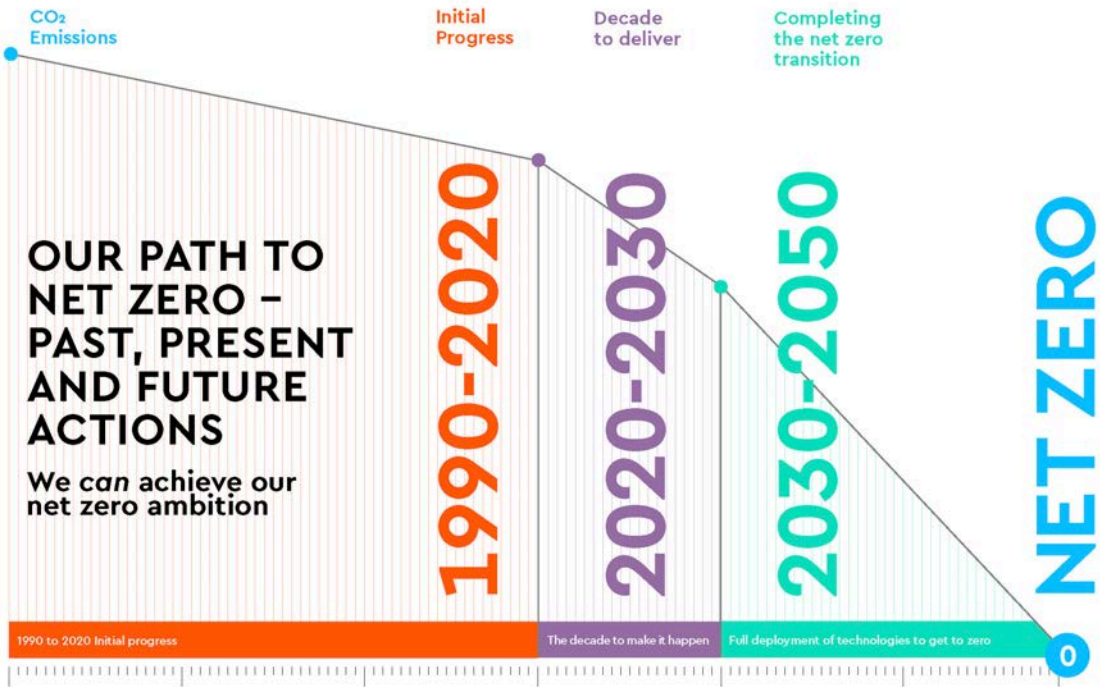 CO₂
Emissions
Initial
Progress
Decade
to deliver
Completing
the net zero
transition
OUR PATH TO
NET ZERO –
PAST, PRESENT
AND FUTURE
ACTIONS
We can achieve our
net zero ambition
1990-2020
2020-2030
2030-2050
NET ZERO
1990 to 2020 Initial progress
The decade to make it happen
Full deployment of technologies to get to zero
0